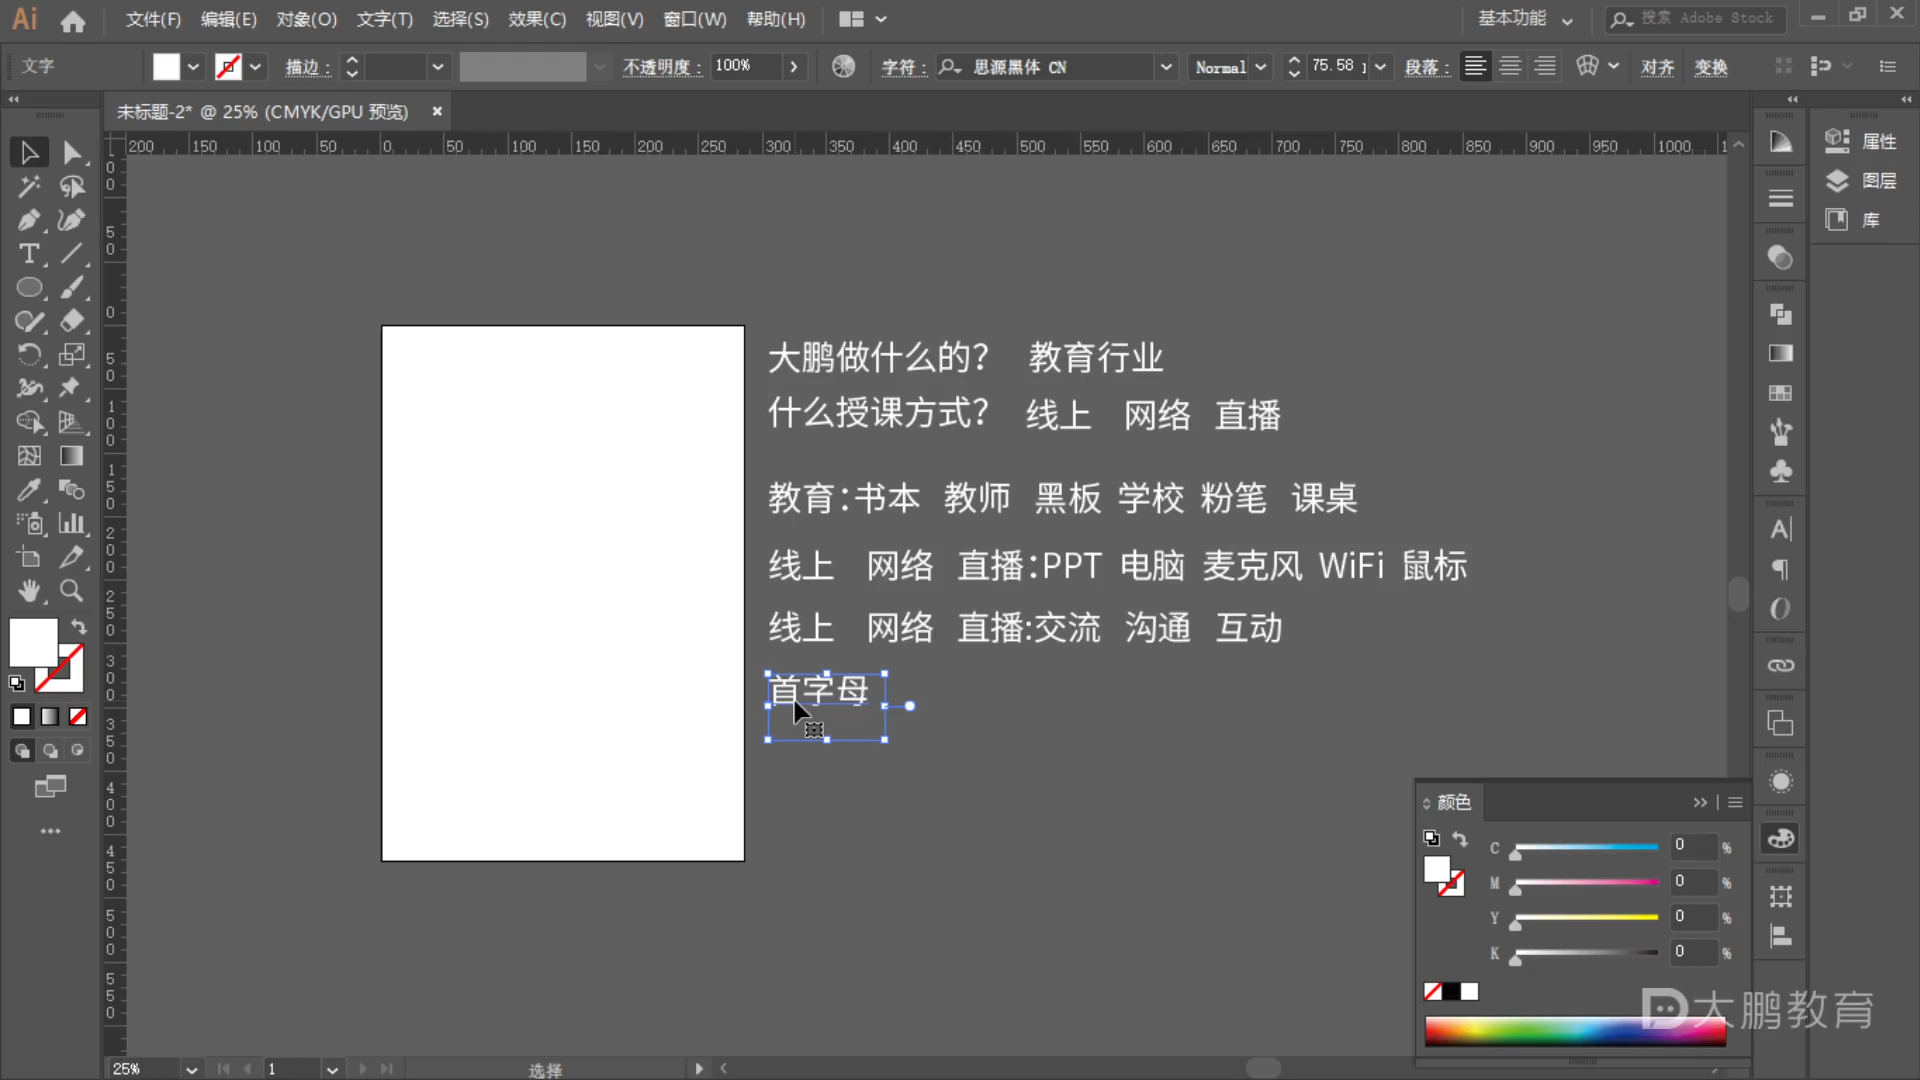 Ai 文件(F) 编辑(E) 对象(O) 文字(T) 选择(S) 效果(C) 视图(V) 窗口(W) 帮助(H) 基本功能 搜索 Adobe Stock
文字 描边: 不透明度: 100% 字符: 思源黑体 CN Normal 75.58 段落: 对齐 变换
未标题-2* @ 25% (CMYK/GPU 预览)
200 150 100 50 0 50 100 150 200 250 300 350 400 450 500 550 600 650 700 750 800 850 900 950 1000
属性
图层
库
大鹏做什么的? 教育行业
什么授课方式? 线上 网络 直播
教育:书本 教师 黑板 学校 粉笔 课桌
线上 网络 直播:PPT 电脑 麦克风 WiFi 鼠标
线上 网络 直播:交流 沟通 互动
首字母
颜色
C 0 %
M 0 %
Y 0 %
K 0 %
大鹏教育
25% 1 选择